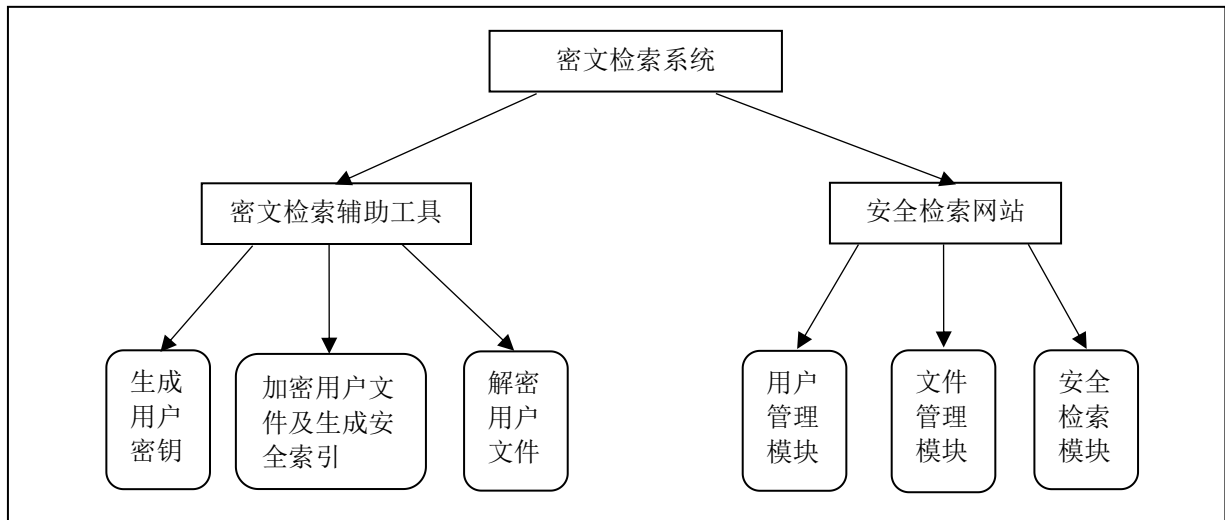 密文检索系统
密文检索辅助工具
安全检索网站
生成
用户
密钥
加密用户文
件及生成安
全索引
解密
用户
文件
用户
管理
模块
文件
管理
模块
安全
检索
模块